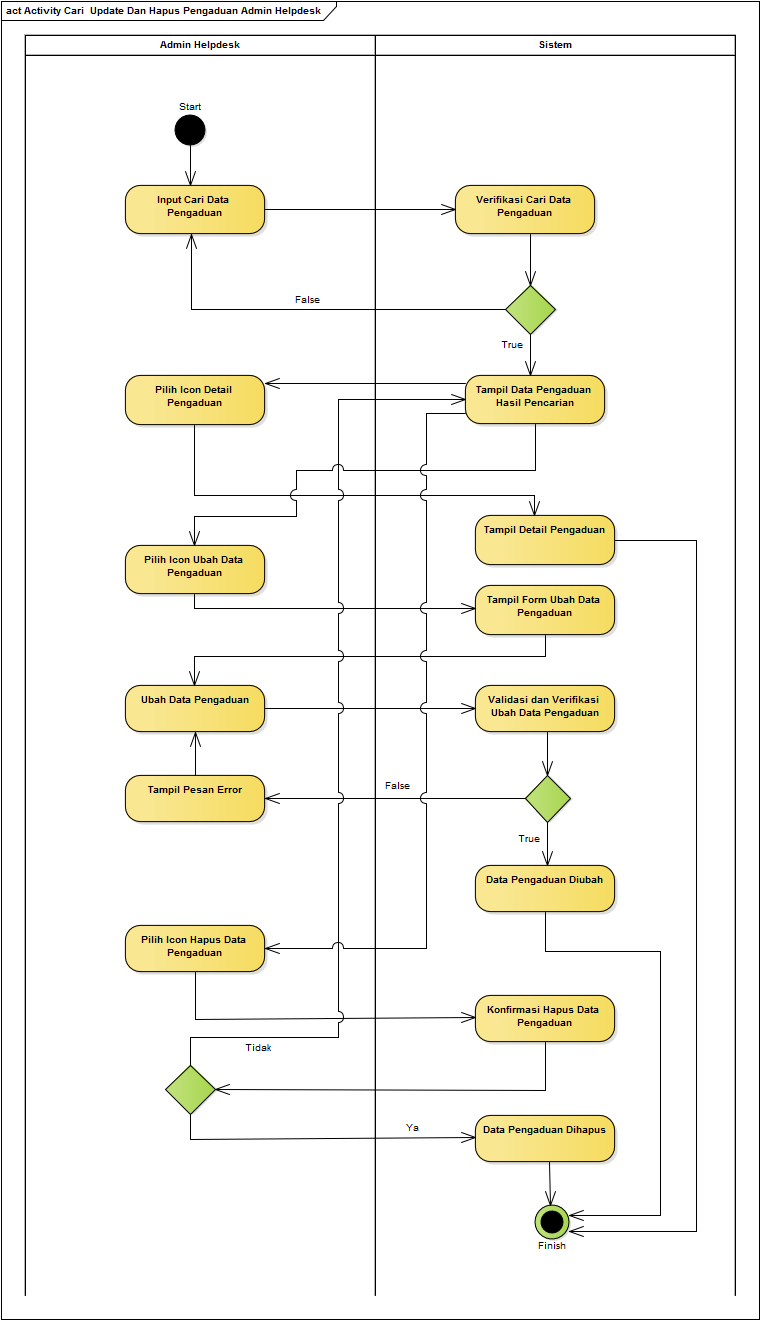 act Activity Cari Update Dan Hapus Pengaduan Admin Helpdesk
Admin Helpdesk
Sistem
Start
Input Cari Data
Pengaduan
Verifikasi Cari Data
Pengaduan
False
True
Pilih Icon Detail
Pengaduan
Tampil Data Pengaduan
Hasil Pencarian
Tampil Detail Pengaduan
Pilih Icon Ubah Data
Pengaduan
Tampil Form Ubah Data
Pengaduan
Ubah Data Pengaduan
Validasi dan Verifikasi
Ubah Data Pengaduan
Tampil Pesan Error
False
True
Data Pengaduan Diubah
Pilih Icon Hapus Data
Pengaduan
Konfirmasi Hapus Data
Pengaduan
Tidak
Ya
Data Pengaduan Dihapus
Finish